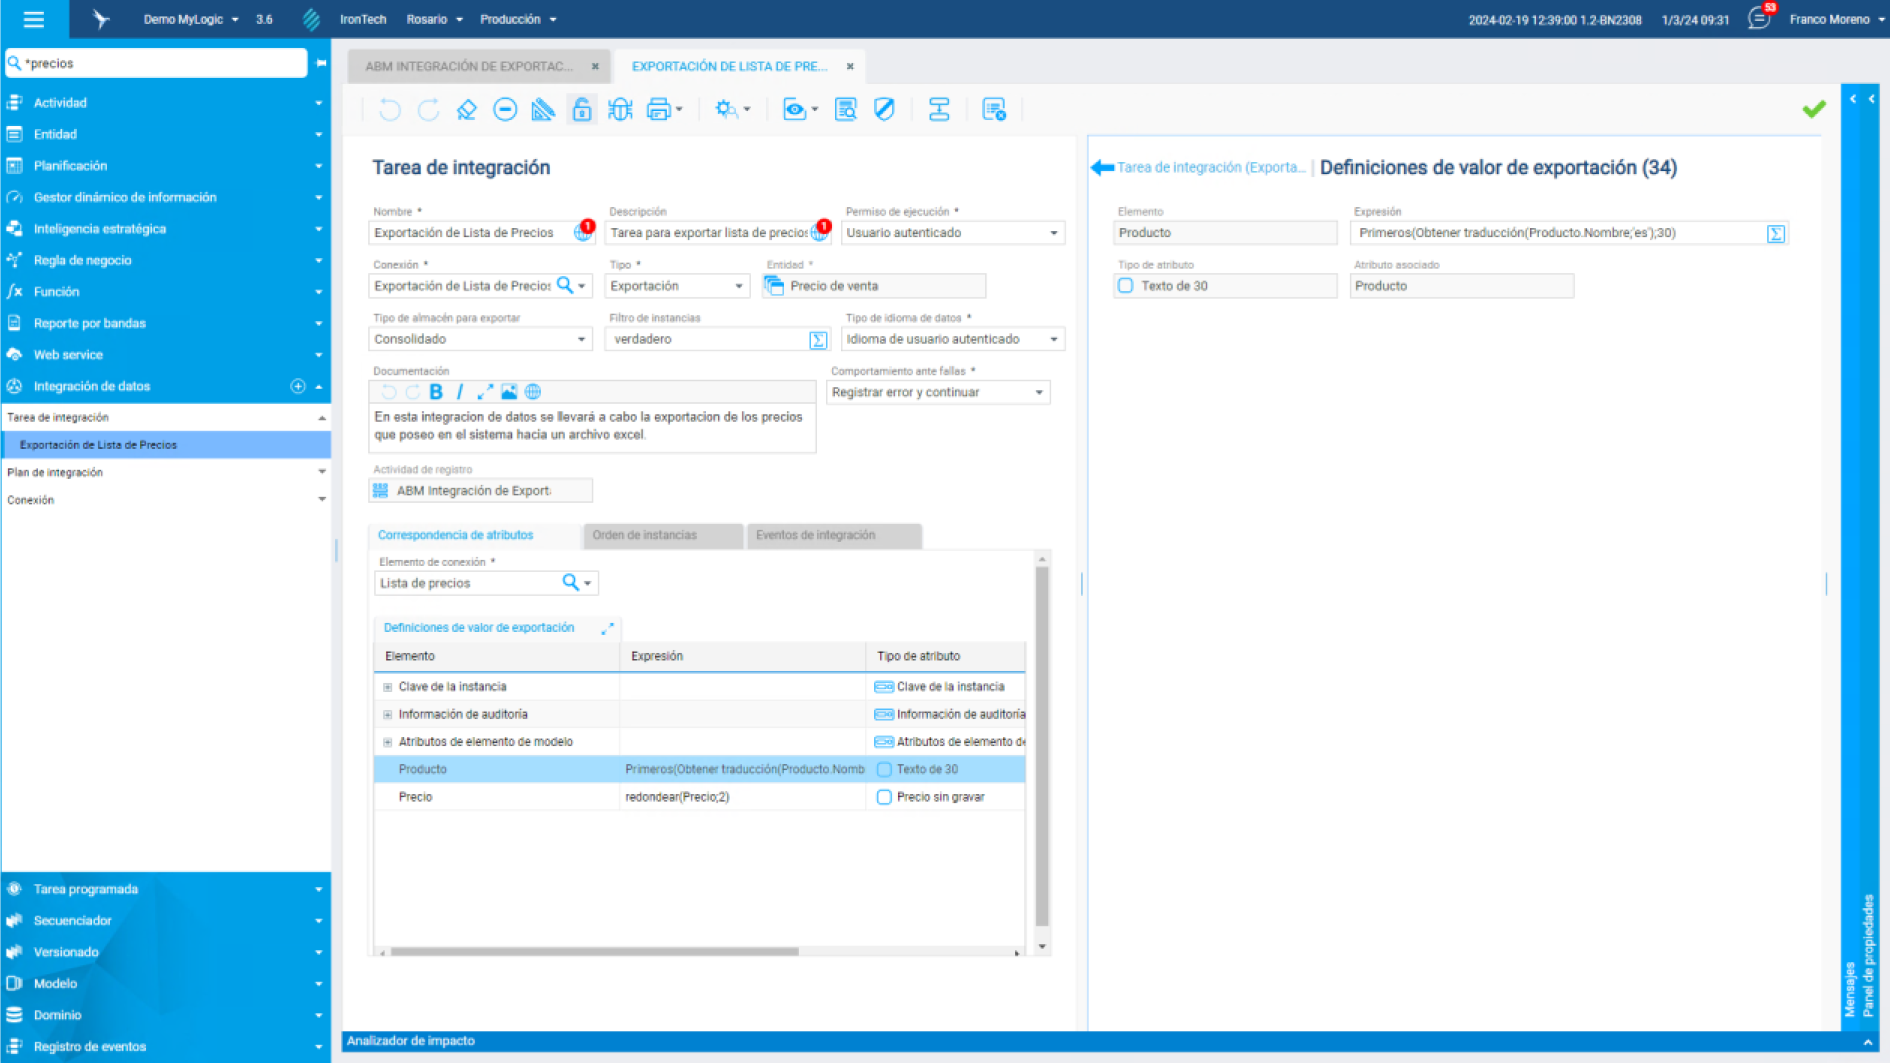 Demo MyLogic
3.6
IronTech
Rosario
Producción
2024-02-19 12:39:00 1.2-BN2308
1/3/24 09:31
53
Franco Moreno
*precios
Actividad
Entidad
Planificación
Gestor dinámico de información
Inteligencia estratégica
Regla de negocio
Función
Reporte por bandas
Web service
Integración de datos
Tarea de integración
Exportación de Lista de Precios
Plan de integración
Conexión
Tarea programada
Secuenciador
Versionado
Modelo
Dominio
Registro de eventos
ABM INTEGRACIÓN DE EXPORTAC...
EXPORTACIÓN DE LISTA DE PRE...
Tarea de integración
Nombre *
Descripción
Permiso de ejecución *
Exportación de Lista de Precios
1
Tarea para exportar lista de precios
1
Usuario autenticado
Conexión *
Tipo *
Entidad *
Exportación de Lista de Precios
Exportación
Precio de venta
Tipo de almacén para exportar
Filtro de instancias
Tipo de idioma de datos *
Consolidado
verdadero
Idioma de usuario autenticado
Documentación
Comportamiento ante fallas *
B I
Registrar error y continuar
En esta integracion de datos se llevará a cabo la exportacion de los precios
que poseo en el sistema hacia un archivo excel.
Actividad de registro
ABM Integración de Export
Correspondencia de atributos
Orden de instancias
Eventos de integración
Elemento de conexión *
Lista de precios
Definiciones de valor de exportación
Elemento
Expresión
Tipo de atributo
Clave de la instancia
Clave de la instancia
Información de auditoría
Información de auditoría
Atributos de elemento de modelo
Atributos de elemento de
Producto
Primeros(Obtener traducción(Producto.Nomb
Texto de 30
Precio
redondear(Precio;2)
Precio sin gravar
Tarea de integración (Exporta...
Definiciones de valor de exportación (34)
Elemento
Expresión
Producto
Primeros(Obtener traducción(Producto.Nombre;'es');30)
Tipo de atributo
Atributo asociado
Texto de 30
Producto
Mensajes
Panel de propiedades
Analizador de impacto